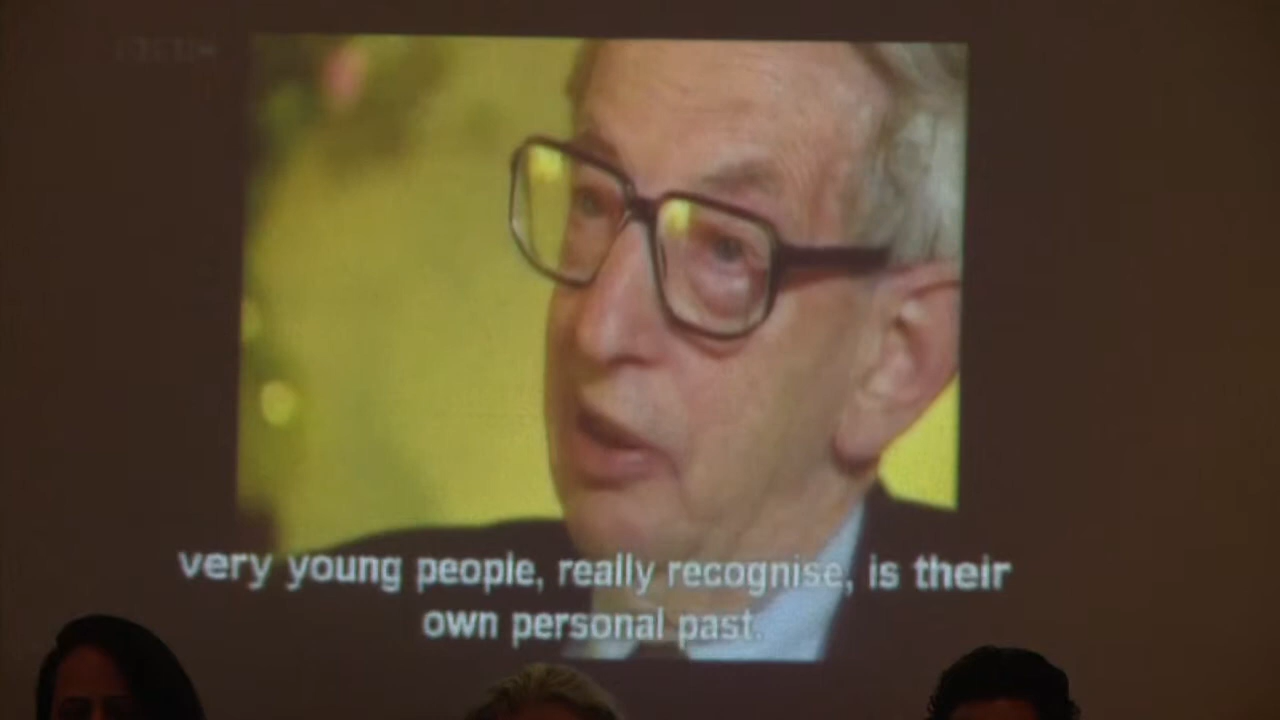 very young people, really recognise, is their
own personal past.